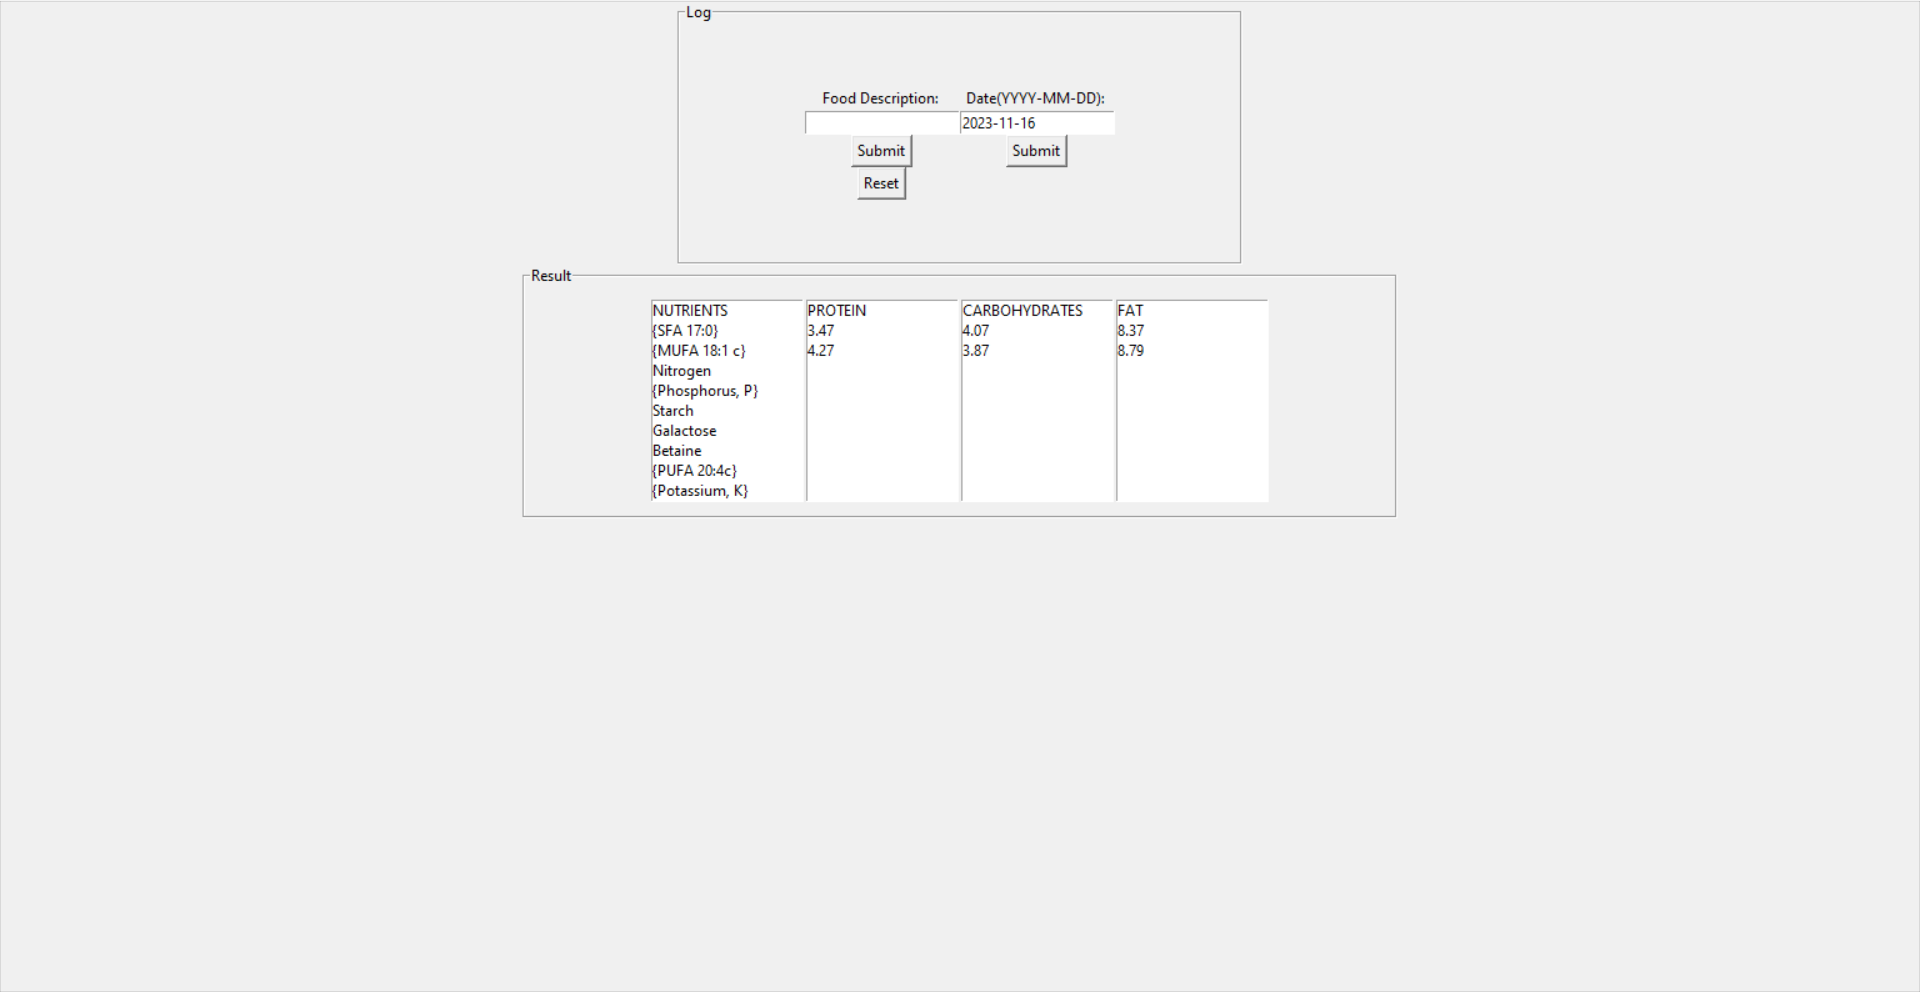 Log
Food Description: Date(YYYY-MM-DD):
2023-11-16
Submit Submit
Reset
Result
NUTRIENTS PROTEIN CARBOHYDRATES FAT
{SFA 17:0} 3.47 4.07 8.37
{MUFA 18:1 c} 4.27 3.87 8.79
Nitrogen
{Phosphorus, P}
Starch
Galactose
Betaine
{PUFA 20:4c}
{Potassium, K}